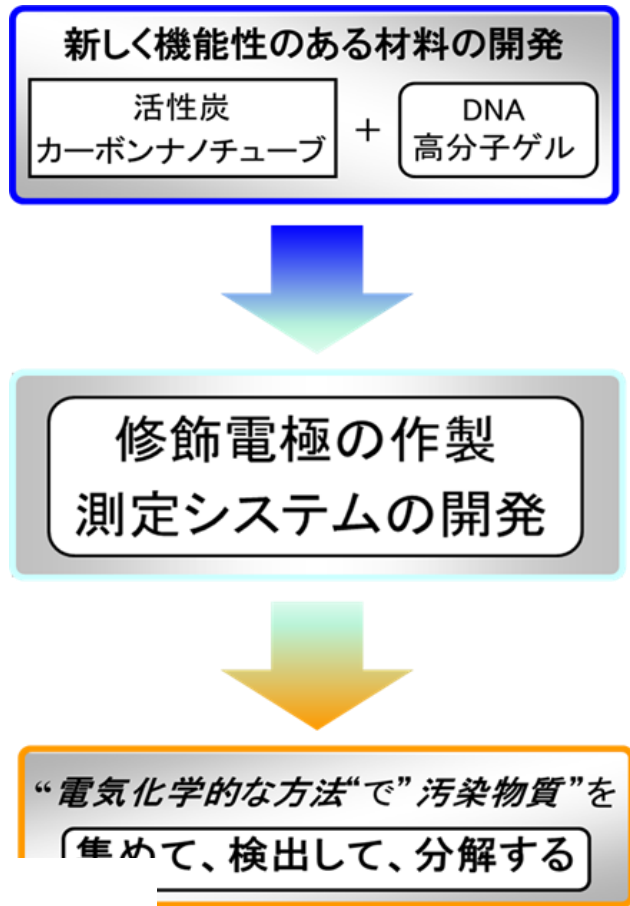 新しく機能性のある材料の開発
活性炭
カーボンナノチューブ
+
DNA
高分子ゲル
修飾電極の作製
測定システムの開発
“電気化学的な方法“で”汚染物質”を
集めて、検出して、分解する